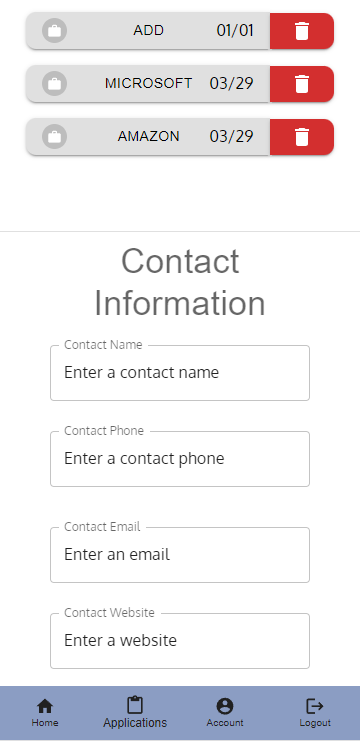 ADD 01/01
MICROSOFT 03/29
AMAZON 03/29
Contact
Information
Contact Name
Enter a contact name
Contact Phone
Enter a contact phone
Contact Email
Enter an email
Contact Website
Enter a website
Home Applications Account Logout